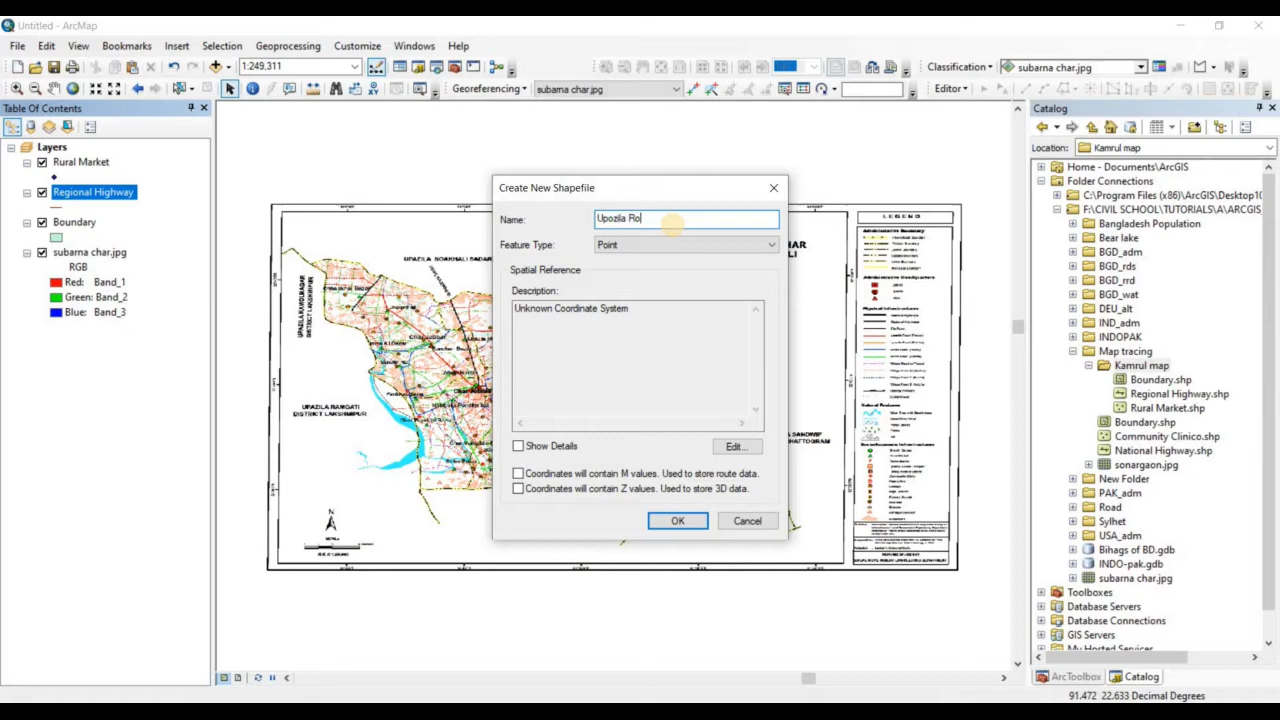 Untitled - ArcMap
File Edit View Bookmarks Insert Selection Geoprocessing Customize Windows Help
1:249,311
Classification
subarna char.jpg
Georeferencing
subarna char.jpg
Editor
Table Of Contents
Layers
Rural Market
Regional Highway
Boundary
subarna char.jpg
RGB
Red: Band_1
Green: Band_2
Blue: Band_3
UPAZILA NOAKHALI SADAR
UPAZILA RAMGATI
DISTRICT LAKSHMIPUR
LEGEND
N
Create New Shapefile
Name:
Upozila Ro
Feature Type:
Point
Spatial Reference
Description:
Unknown Coordinate System
Show Details
Edit...
Coordinates will contain M values. Used to store route data.
Coordinates will contain Z values. Used to store 3D data.
OK
Cancel
Catalog
Location:
Kamrul map
Home - Documents\ArcGIS
Folder Connections
C:\Program Files (x86)\ArcGIS\Desktop10
F:\CIVIL SCHOOL\TUTORIALS\A\ARCGIS_
Bangladesh Population
Bear lake
BGD_adm
BGD_rds
BGD_rrd
BGD_wat
DEU_alt
IND_adm
INDOPAK
Map tracing
Kamrul map
Boundary.shp
Regional Highway.shp
Rural Market.shp
Boundary.shp
Community Clinico.shp
National Highway.shp
sonargaon.jpg
New Folder
PAK_adm
Road
Sylhet
USA_adm
Bihags of BD.gdb
INDO-pak.gdb
subarna char.jpg
Toolboxes
Database Servers
Database Connections
GIS Servers
My Hosted Services
ArcToolbox
Catalog
91.472 22.633 Decimal Degrees